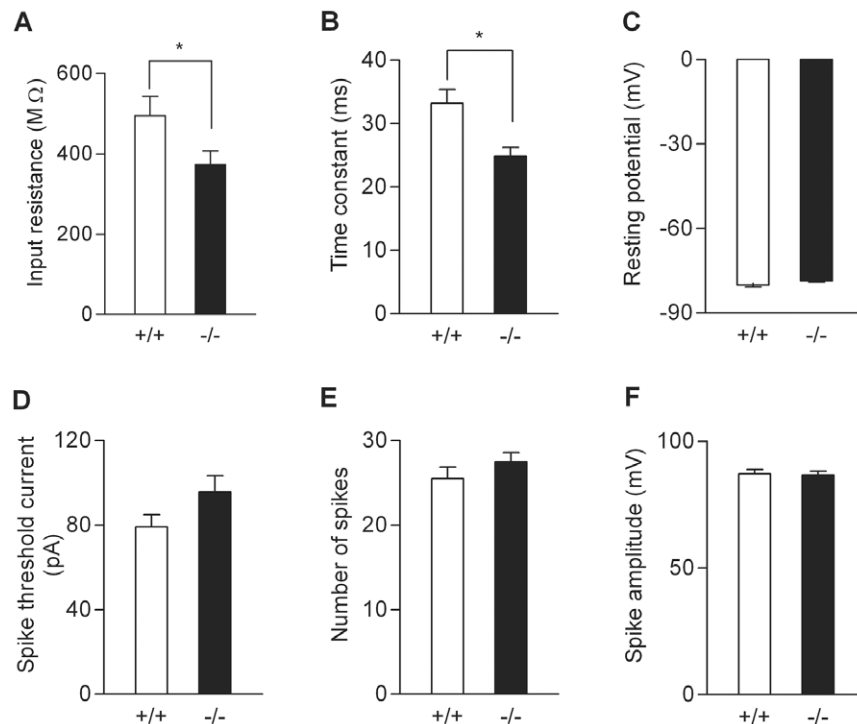 A
*
Input resistance (MΩ)
600
400
200
0
+/+
-/-
B
*
Time constant (ms)
40
30
20
10
0
+/+
-/-
C
Resting potential (mV)
0
-30
-60
-90
+/+
-/-
D
Spike threshold current
(pA)
120
80
40
0
+/+
-/-
E
Number of spikes
30
20
10
0
+/+
-/-
F
Spike amplitude (mV)
100
50
0
+/+
-/-